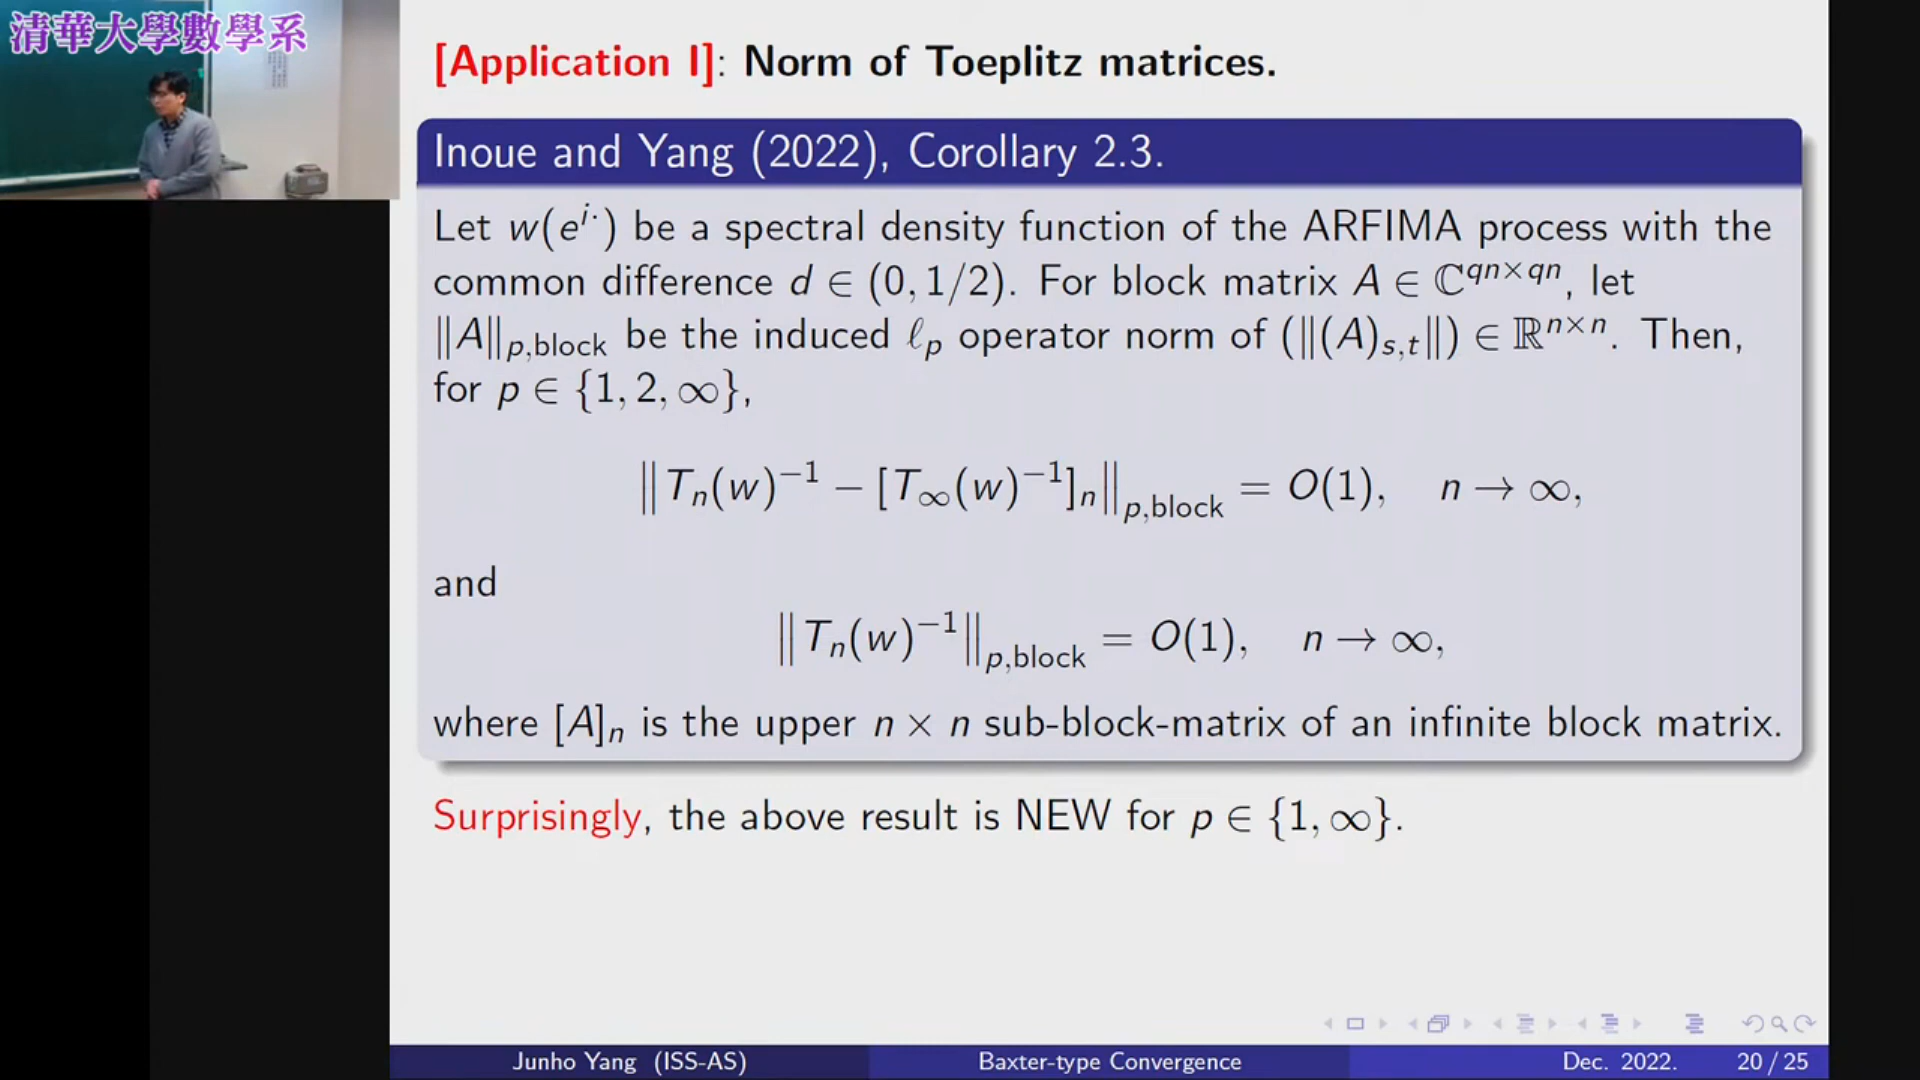 清華大學數學系
[Application I]: Norm of Toeplitz matrices.
Inoue and Yang (2022), Corollary 2.3.
Let w(e^{i·}) be a spectral density function of the ARFIMA process with the
common difference d ∈ (0, 1/2). For block matrix A ∈ ℂ^{qn×qn}, let
‖A‖_{p,block} be the induced ℓ_p operator norm of (‖(A)_{s,t}‖) ∈ ℝ^{n×n}. Then,
for p ∈ {1, 2, ∞},
‖T_n(w)^{−1} − [T_∞(w)^{−1}]_n‖_{p,block} = O(1), n → ∞,
and
‖T_n(w)^{−1}‖_{p,block} = O(1), n → ∞,
where [A]_n is the upper n × n sub-block-matrix of an infinite block matrix.
Surprisingly, the above result is NEW for p ∈ {1, ∞}.
Junho Yang (ISS-AS) Baxter-type Convergence Dec. 2022. 20 / 25